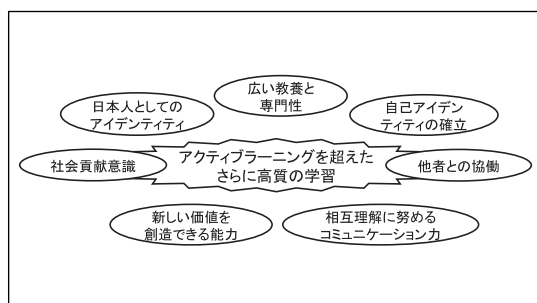 広い教養と
専門性
日本人としての
アイデンティティ
自己アイデン
ティティの確立
社会貢献意識
アクティブラーニングを超えた
さらに高質の学習
他者との協働
新しい価値を
創造できる能力
相互理解に努める
コミュニケーション力